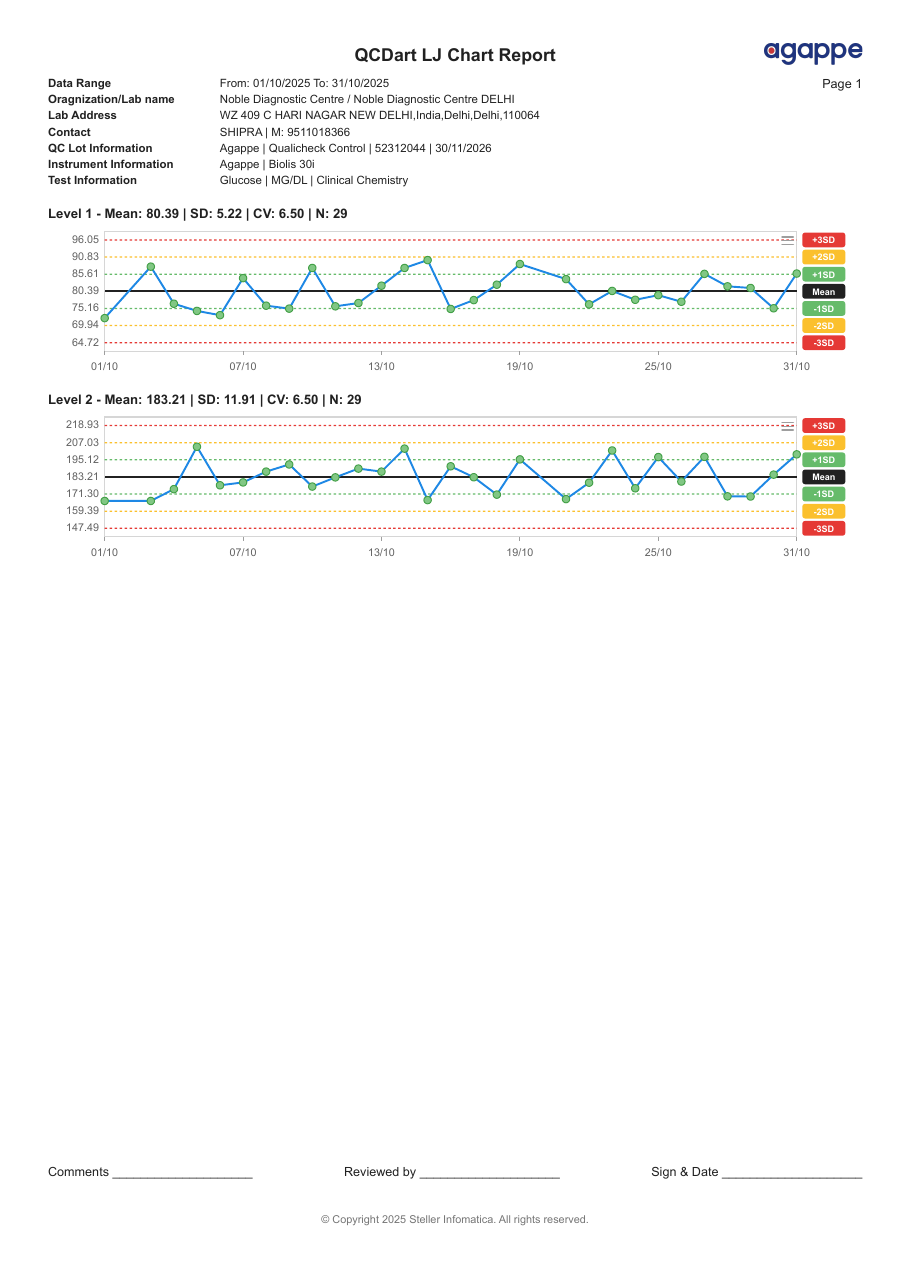 QCDart LJ Chart Report
agappe
Data Range From: 01/10/2025 To: 31/10/2025
Page 1
Oragnization/Lab name Noble Diagnostic Centre / Noble Diagnostic Centre DELHI
Lab Address WZ 409 C HARI NAGAR NEW DELHI,India,Delhi,Delhi,110064
Contact SHIPRA | M: 9511018366
QC Lot Information Agappe | Qualicheck Control | 52312044 | 30/11/2026
Instrument Information Agappe | Biolis 30i
Test Information Glucose | MG/DL | Clinical Chemistry
Level 1 - Mean: 80.39 | SD: 5.22 | CV: 6.50 | N: 29
96.05 +3SD
90.83 +2SD
85.61 +1SD
80.39 Mean
75.16 -1SD
69.94 -2SD
64.72 -3SD
01/10 07/10 13/10 19/10 25/10 31/10
Level 2 - Mean: 183.21 | SD: 11.91 | CV: 6.50 | N: 29
218.93 +3SD
207.03 +2SD
195.12 +1SD
183.21 Mean
171.30 -1SD
159.39 -2SD
147.49 -3SD
01/10 07/10 13/10 19/10 25/10 31/10
Comments ____________________ Reviewed by ____________________ Sign & Date ____________________
© Copyright 2025 Steller Infomatica. All rights reserved.